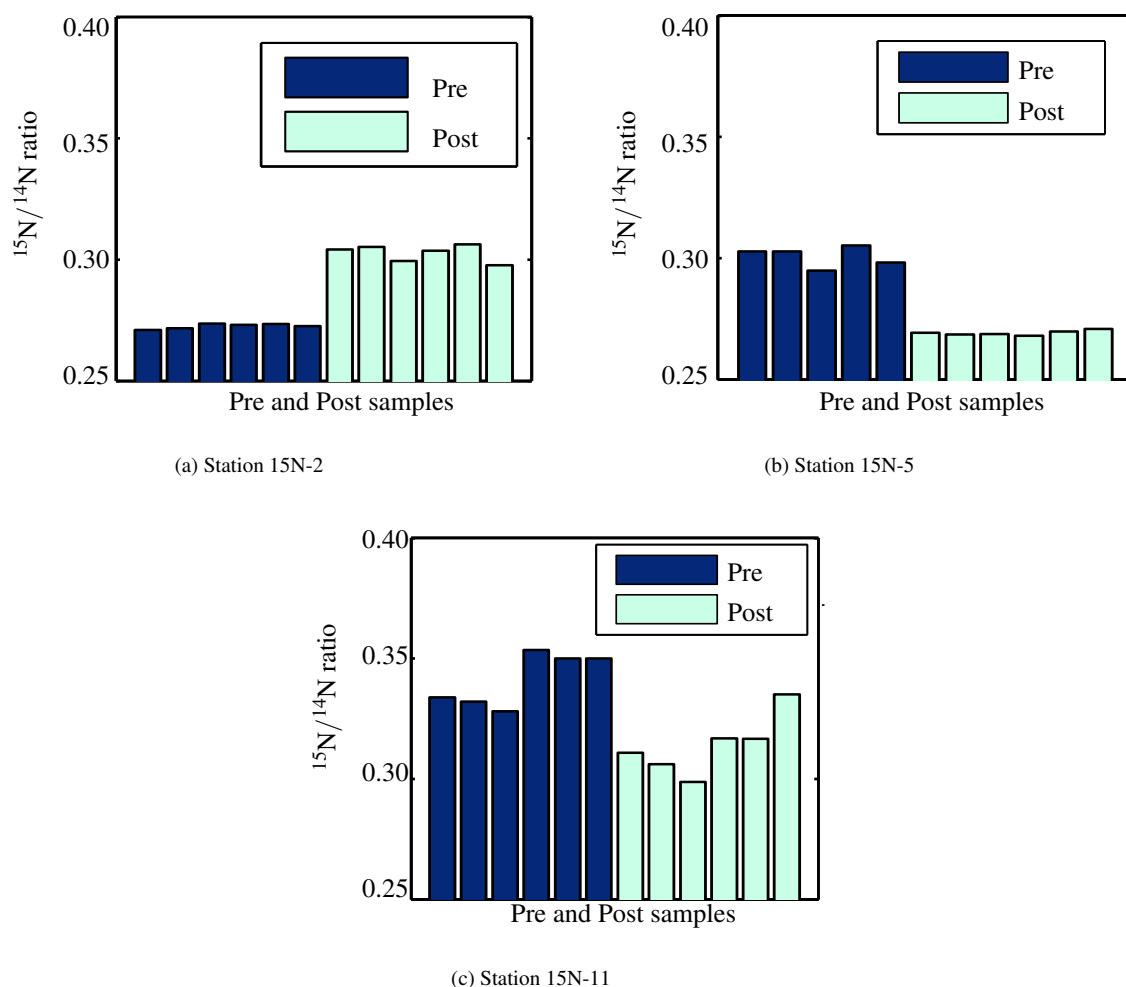 0.40
0.35
0.30
0.25
¹⁵N/¹⁴N ratio
Pre
Post
Pre and Post samples
(a) Station 15N-2
0.40
0.35
0.30
0.25
¹⁵N/¹⁴N ratio
Pre
Post
Pre and Post samples
(b) Station 15N-5
0.40
0.35
0.30
0.25
¹⁵N/¹⁴N ratio
Pre
Post
Pre and Post samples
(c) Station 15N-11